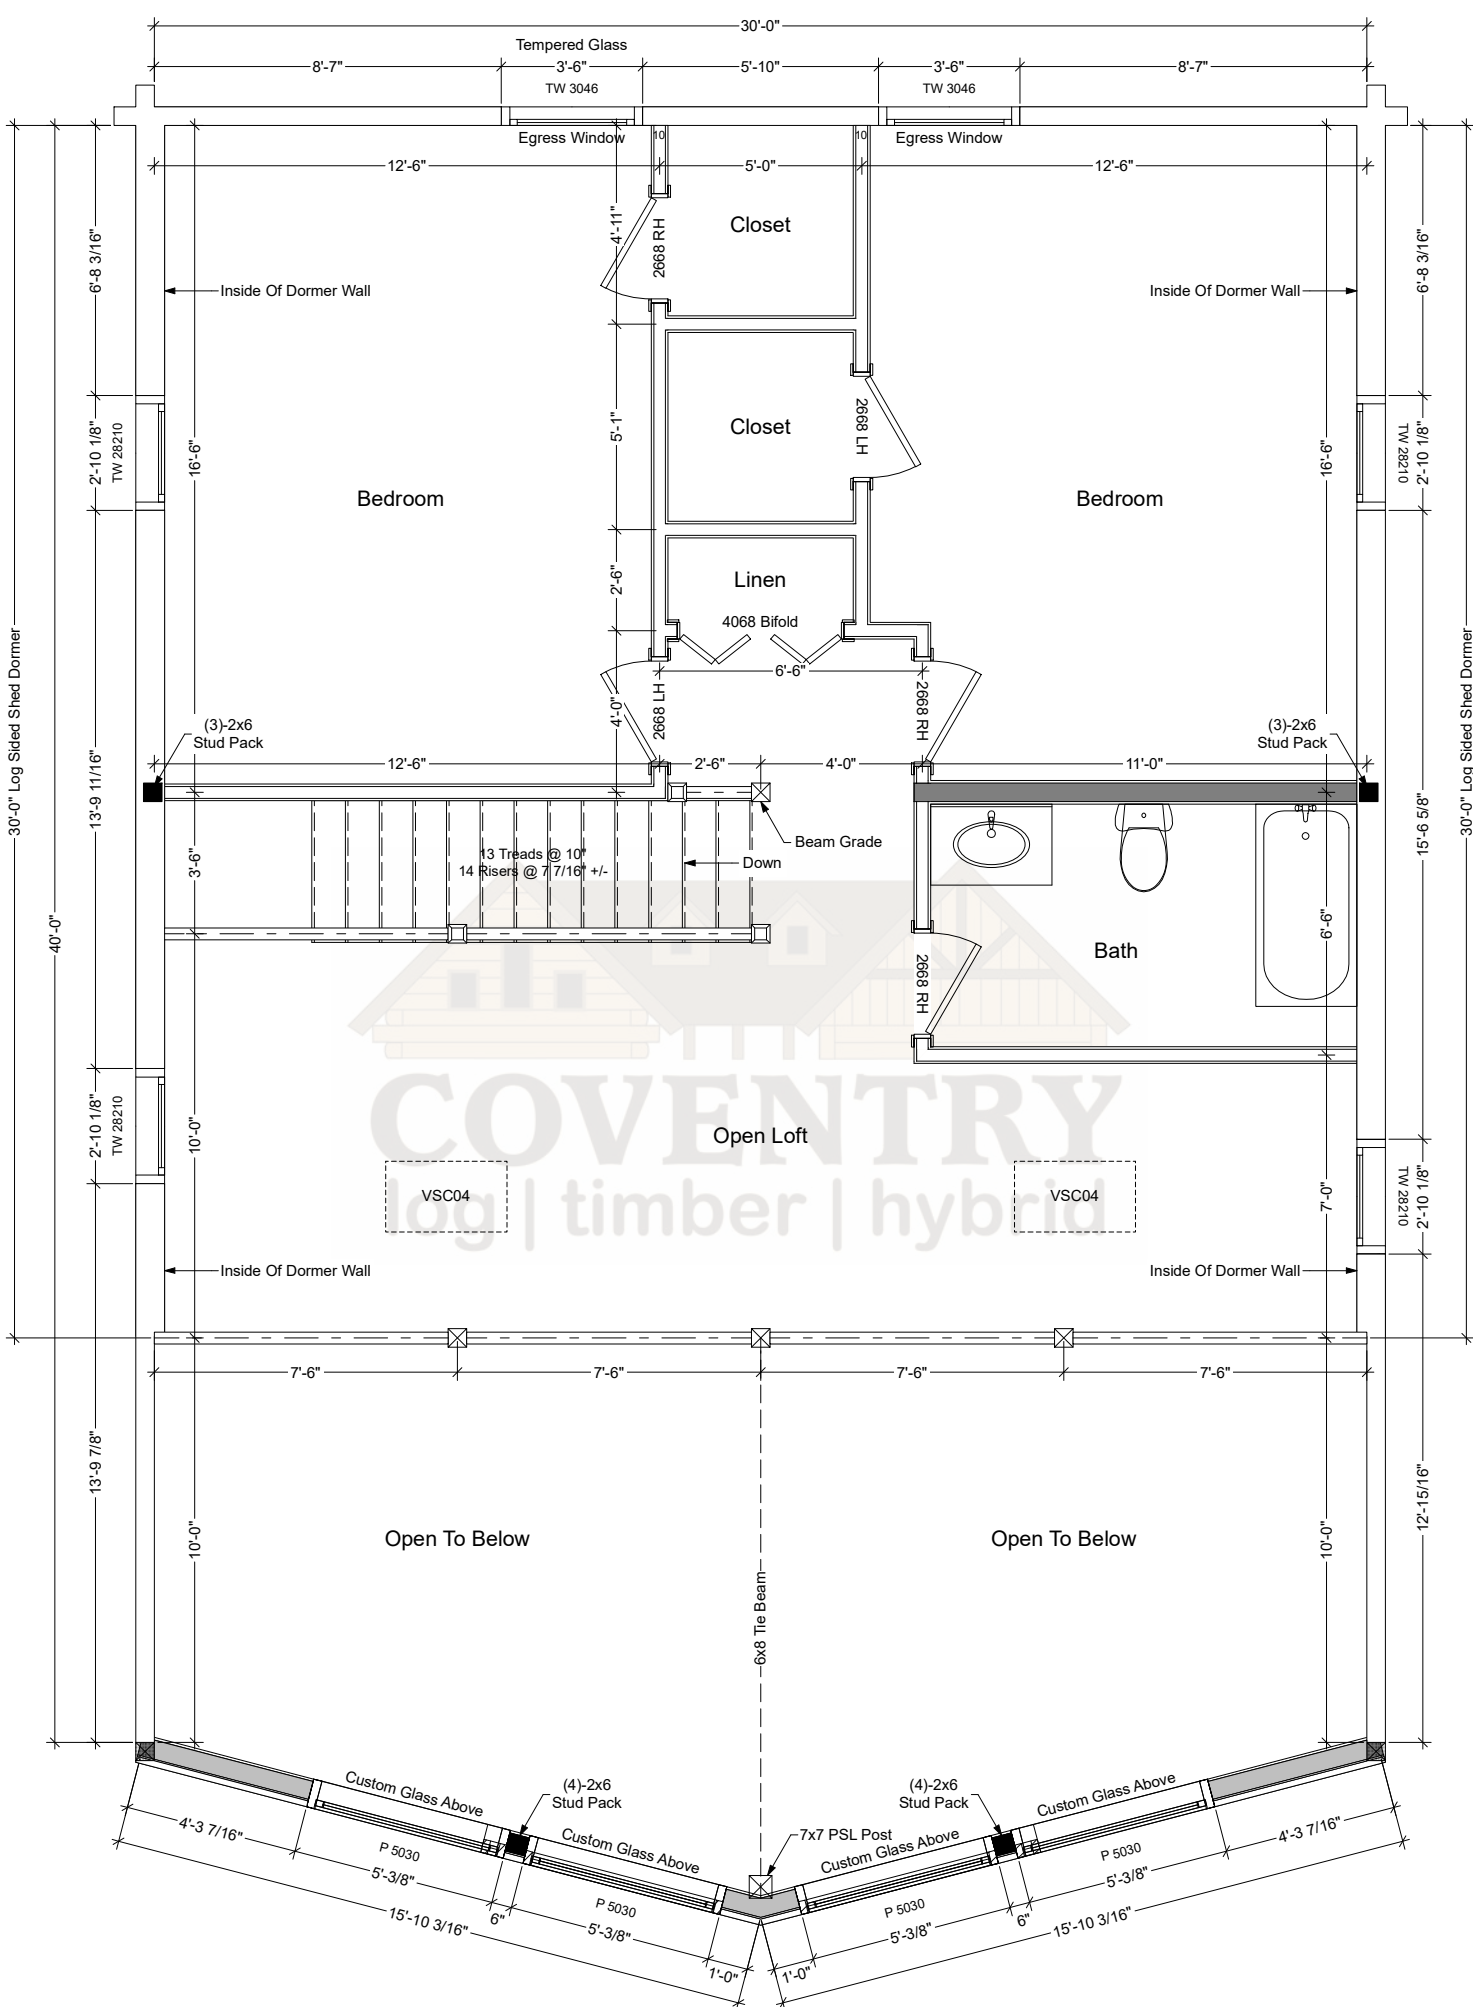 30'-0"
Tempered Glass
8'-7"
3'-6"
5'-10"
3'-6"
8'-7"
TW 3046
TW 3046
Egress Window
10
10
Egress Window
12'-6"
5'-0"
12'-6"
4'-11"
Closet
2668 RH
6'-8 3/16"
6'-8 3/16"
Inside Of Dormer Wall
Inside Of Dormer Wall
2'-10 1/8"
TW 28210
16'-6"
5'-1"
Closet
2668 LH
16'-6"
TW 28210
2'-10 1/8"
Bedroom
Bedroom
2'-6"
Linen
4068 Bifold
6'-6"
30'-0" Log Sided Shed Dormer
30'-0" Log Sided Shed Dormer
4'-0"
2668 LH
2668 RH
(3)-2x6
Stud Pack
(3)-2x6
Stud Pack
12'-6"
2'-6"
4'-0"
11'-0"
13'-9 11/16"
15'-6 5/8"
Beam Grade
3'-6"
13 Treads @ 10"
14 Risers @ 7 7/16" +/-
Down
40'-0"
6'-6"
Bath
2668 RH
COVENTRY
log | timber | hybrid
2'-10 1/8"
TW 28210
10'-0"
Open Loft
VSC04
VSC04
7'-0"
TW 28210
2'-10 1/8"
Inside Of Dormer Wall
Inside Of Dormer Wall
7'-6"
7'-6"
7'-6"
7'-6"
13'-9 7/8"
12'-15/16"
10'-0"
Open To Below
Open To Below
10'-0"
6x8 Tie Beam
Custom Glass Above
(4)-2x6
Stud Pack
(4)-2x6
Stud Pack
Custom Glass Above
Custom Glass Above
7x7 PSL Post
Custom Glass Above
4'-3 7/16"
P 5030
P 5030
4'-3 7/16"
5'-3/8"
5'-3/8"
6"
P 5030
P 5030
6"
15'-10 3/16"
5'-3/8"
5'-3/8"
15'-10 3/16"
1'-0"
1'-0"